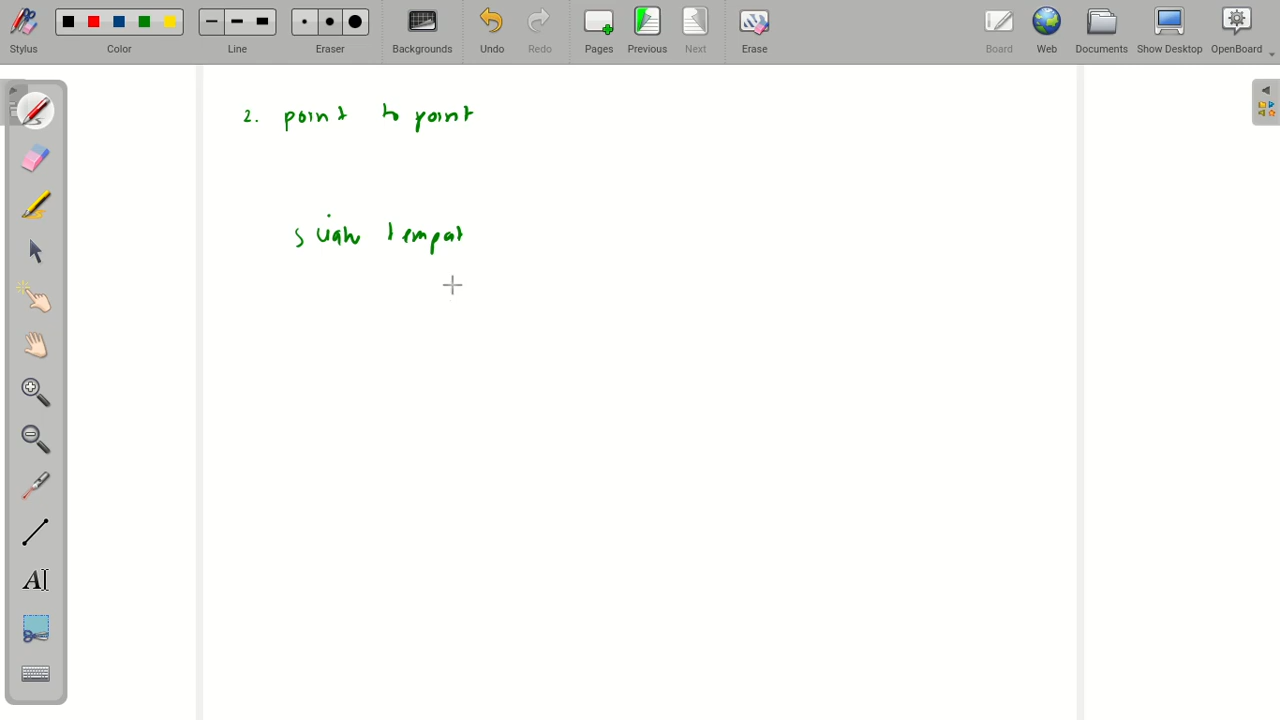 Stylus
Color
Line
Eraser
Backgrounds
Undo
Redo
Pages
Previous
Next
Erase
Board
Web
Documents
Show Desktop
OpenBoard
2. point to point